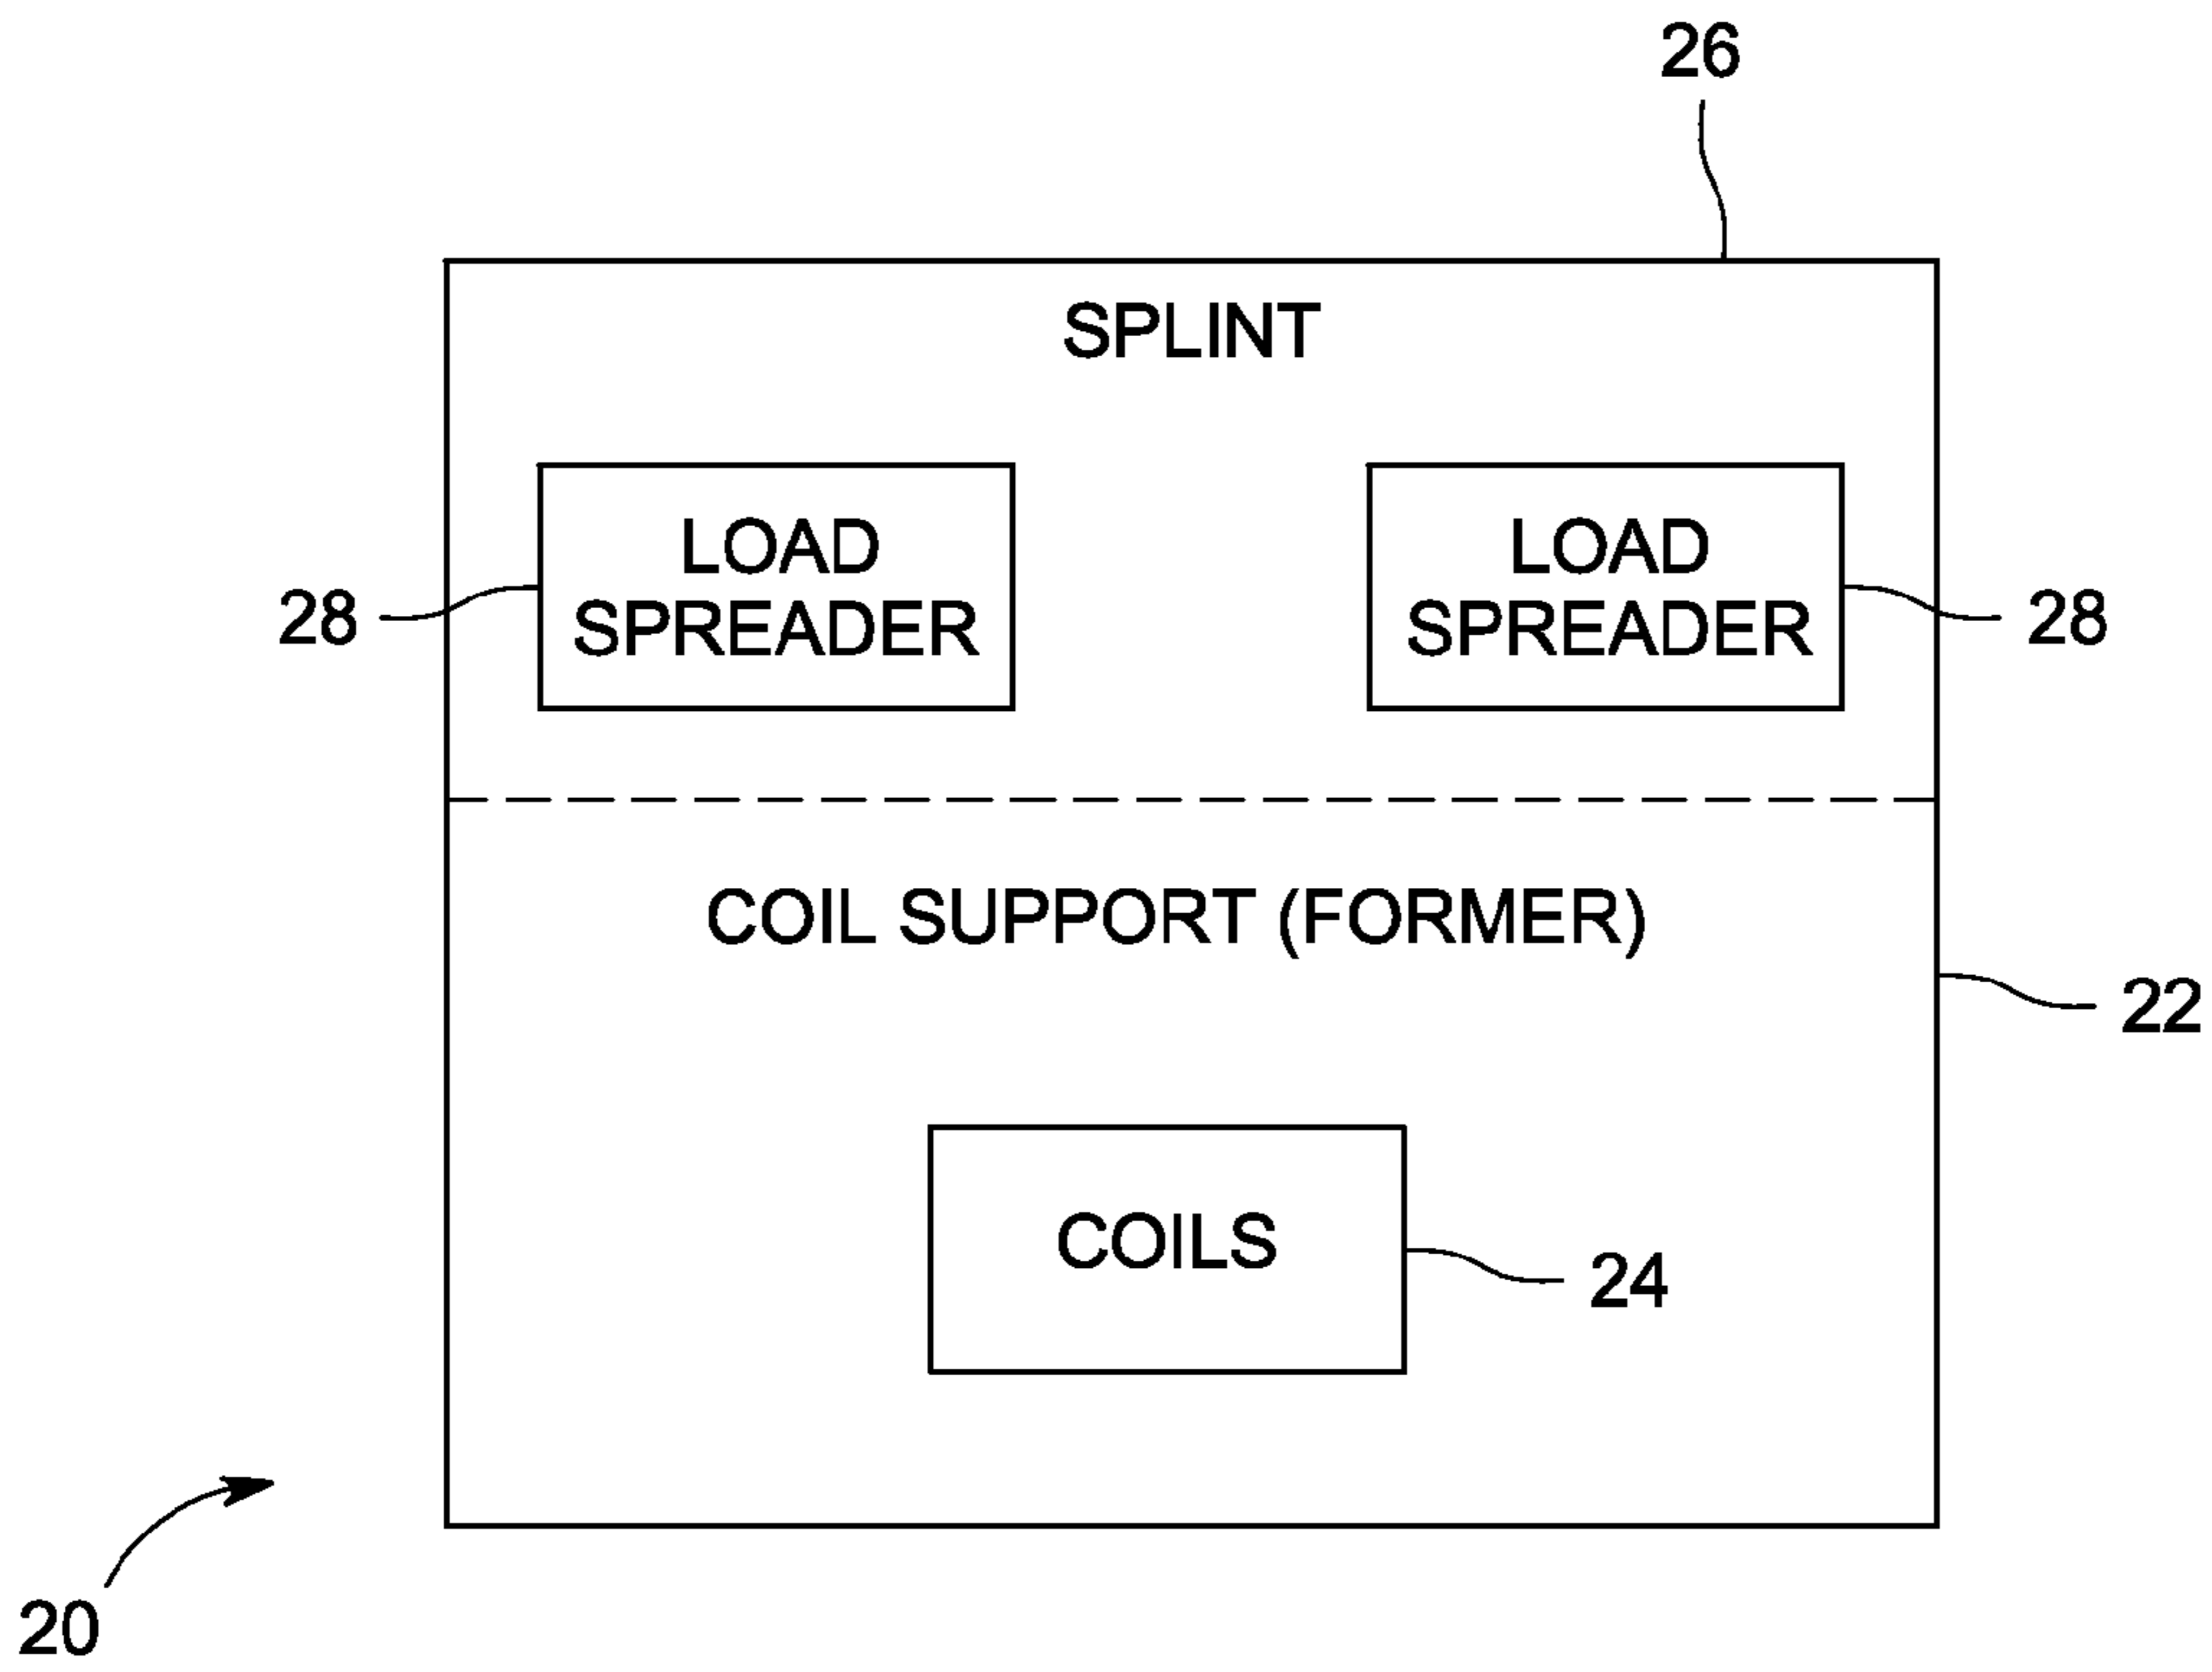 26
SPLINT
LOAD
SPREADER
LOAD
SPREADER
28
28
COIL SUPPORT (FORMER)
22
COILS
24
20